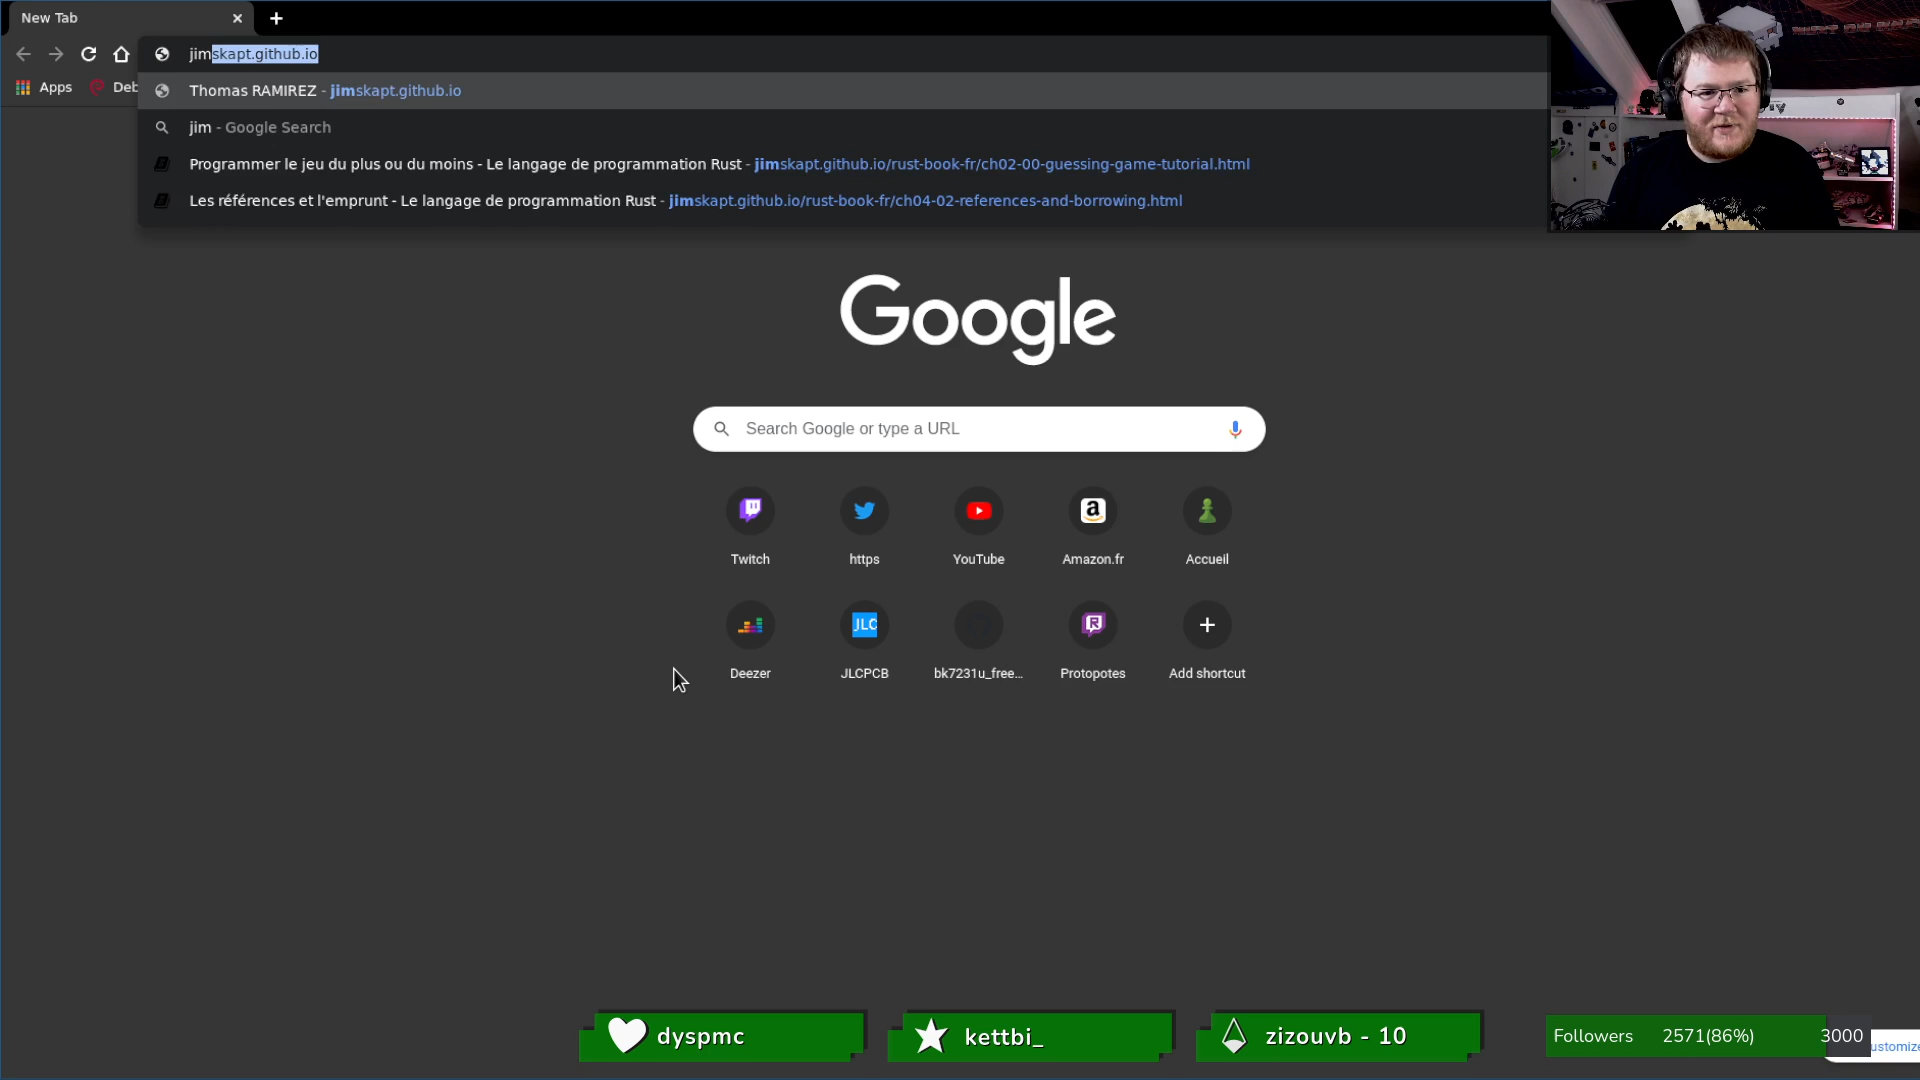 New Tab
jimskapt.github.io
Apps Deb
Thomas RAMIREZ - jimskapt.github.io
jim - Google Search
Programmer le jeu du plus ou du moins - Le langage de programmation Rust - jimskapt.github.io/rust-book-fr/ch02-00-guessing-game-tutorial.html
Les références et l'emprunt - Le langage de programmation Rust - jimskapt.github.io/rust-book-fr/ch04-02-references-and-borrowing.html
Google
Search Google or type a URL
Twitch https YouTube Amazon.fr Accueil
JLC
Deezer JLCPCB bk7231u_free... Protopotes Add shortcut
dyspmc kettbi_ zizouvb - 10
Followers 2571(86%) 3000
ustomize